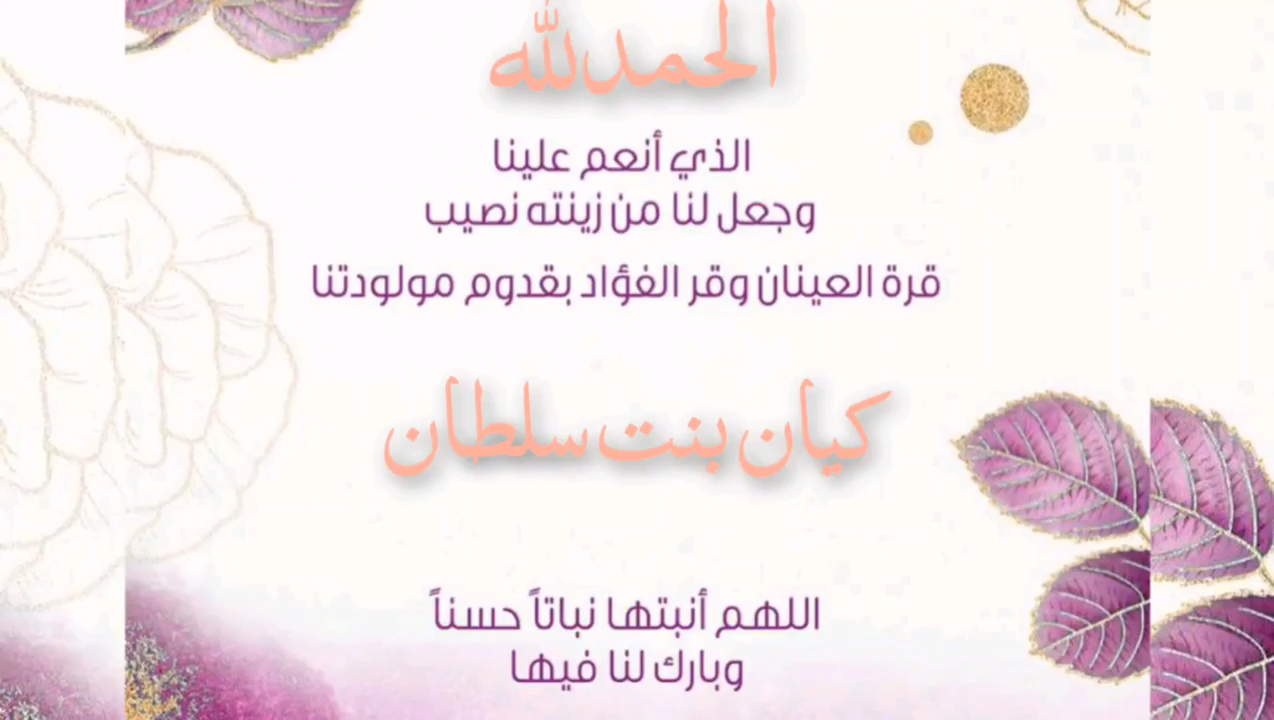 الحمدلله
الذي أنعم علينا
وجعل لنا من زينته نصيب
قرة العينان وقر الفؤاد بقدوم مولودتنا
كيان بنت سلطان
اللهم أنبتها نباتاً حسناً
وبارك لنا فيها